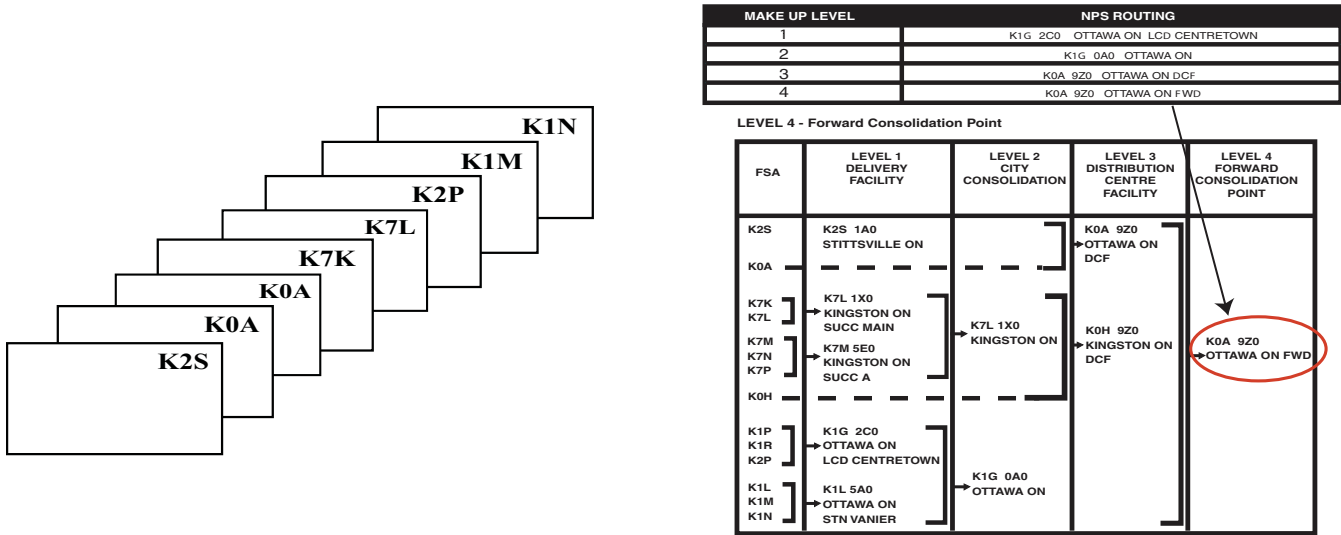 K1N
K1M
K2P
K7L
K7K
K0A
K0A
K2S
MAKE UP LEVEL NPS ROUTING
1 K1G 2C0 OTTAWA ON LCD CENTRETOWN
2 K1G 0A0 OTTAWA ON
3 K0A 9Z0 OTTAWA ON DCF
4 K0A 9Z0 OTTAWA ON FWD
LEVEL 4 - Forward Consolidation Point
FSA
LEVEL 1
DELIVERY
FACILITY
LEVEL 2
CITY
CONSOLIDATION
LEVEL 3
DISTRIBUTION
CENTRE
FACILITY
LEVEL 4
FORWARD
CONSOLIDATION
POINT
K2S
K0A
K7K
K7L
K7M
K7N
K7P
K0H
K1P
K1R
K2P
K1L
K1M
K1N
K2S 1A0
STITTSVILLE ON
K7L 1X0
KINGSTON ON
SUCC MAIN
K7M 5E0
KINGSTON ON
SUCC A
K1G 2C0
OTTAWA ON
LCD CENTRETOWN
K1L 5A0
OTTAWA ON
STN VANIER
K7L 1X0
KINGSTON ON
K1G 0A0
OTTAWA ON
K0A 9Z0
OTTAWA ON
DCF
K0H 9Z0
KINGSTON ON
DCF
K0A 9Z0
OTTAWA ON FWD